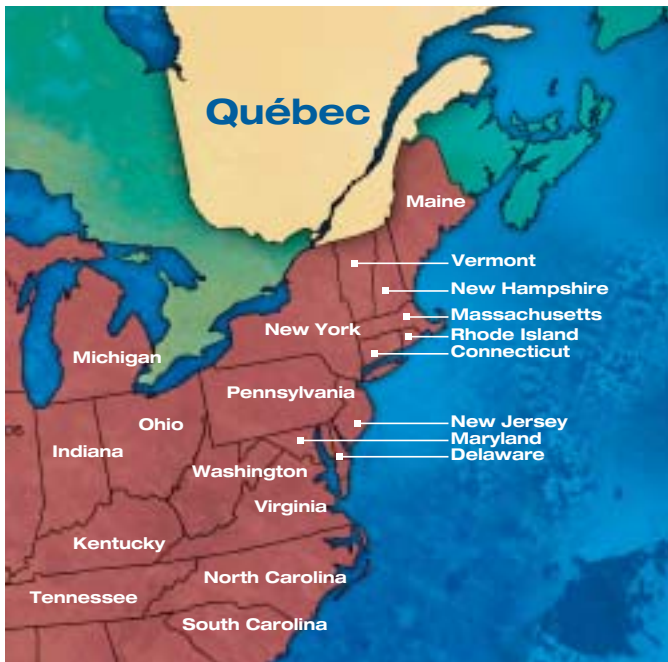 Québec
Maine
Vermont
New Hampshire
Massachusetts
New York
Rhode Island
Connecticut
Michigan
Pennsylvania
Ohio
New Jersey
Indiana
Maryland
Delaware
Washington
Virginia
Kentucky
North Carolina
Tennessee
South Carolina